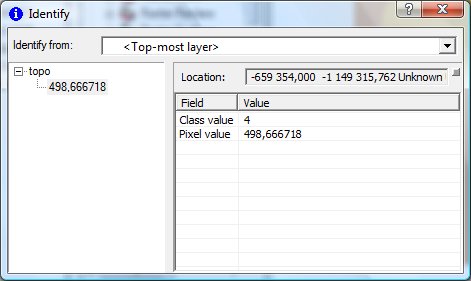 Identify
Identify from: <Top-most layer>
topo
498,666718
Location: -659 354,000 -1 149 315,762 Unknown
Field Value
Class value 4
Pixel value 498,666718